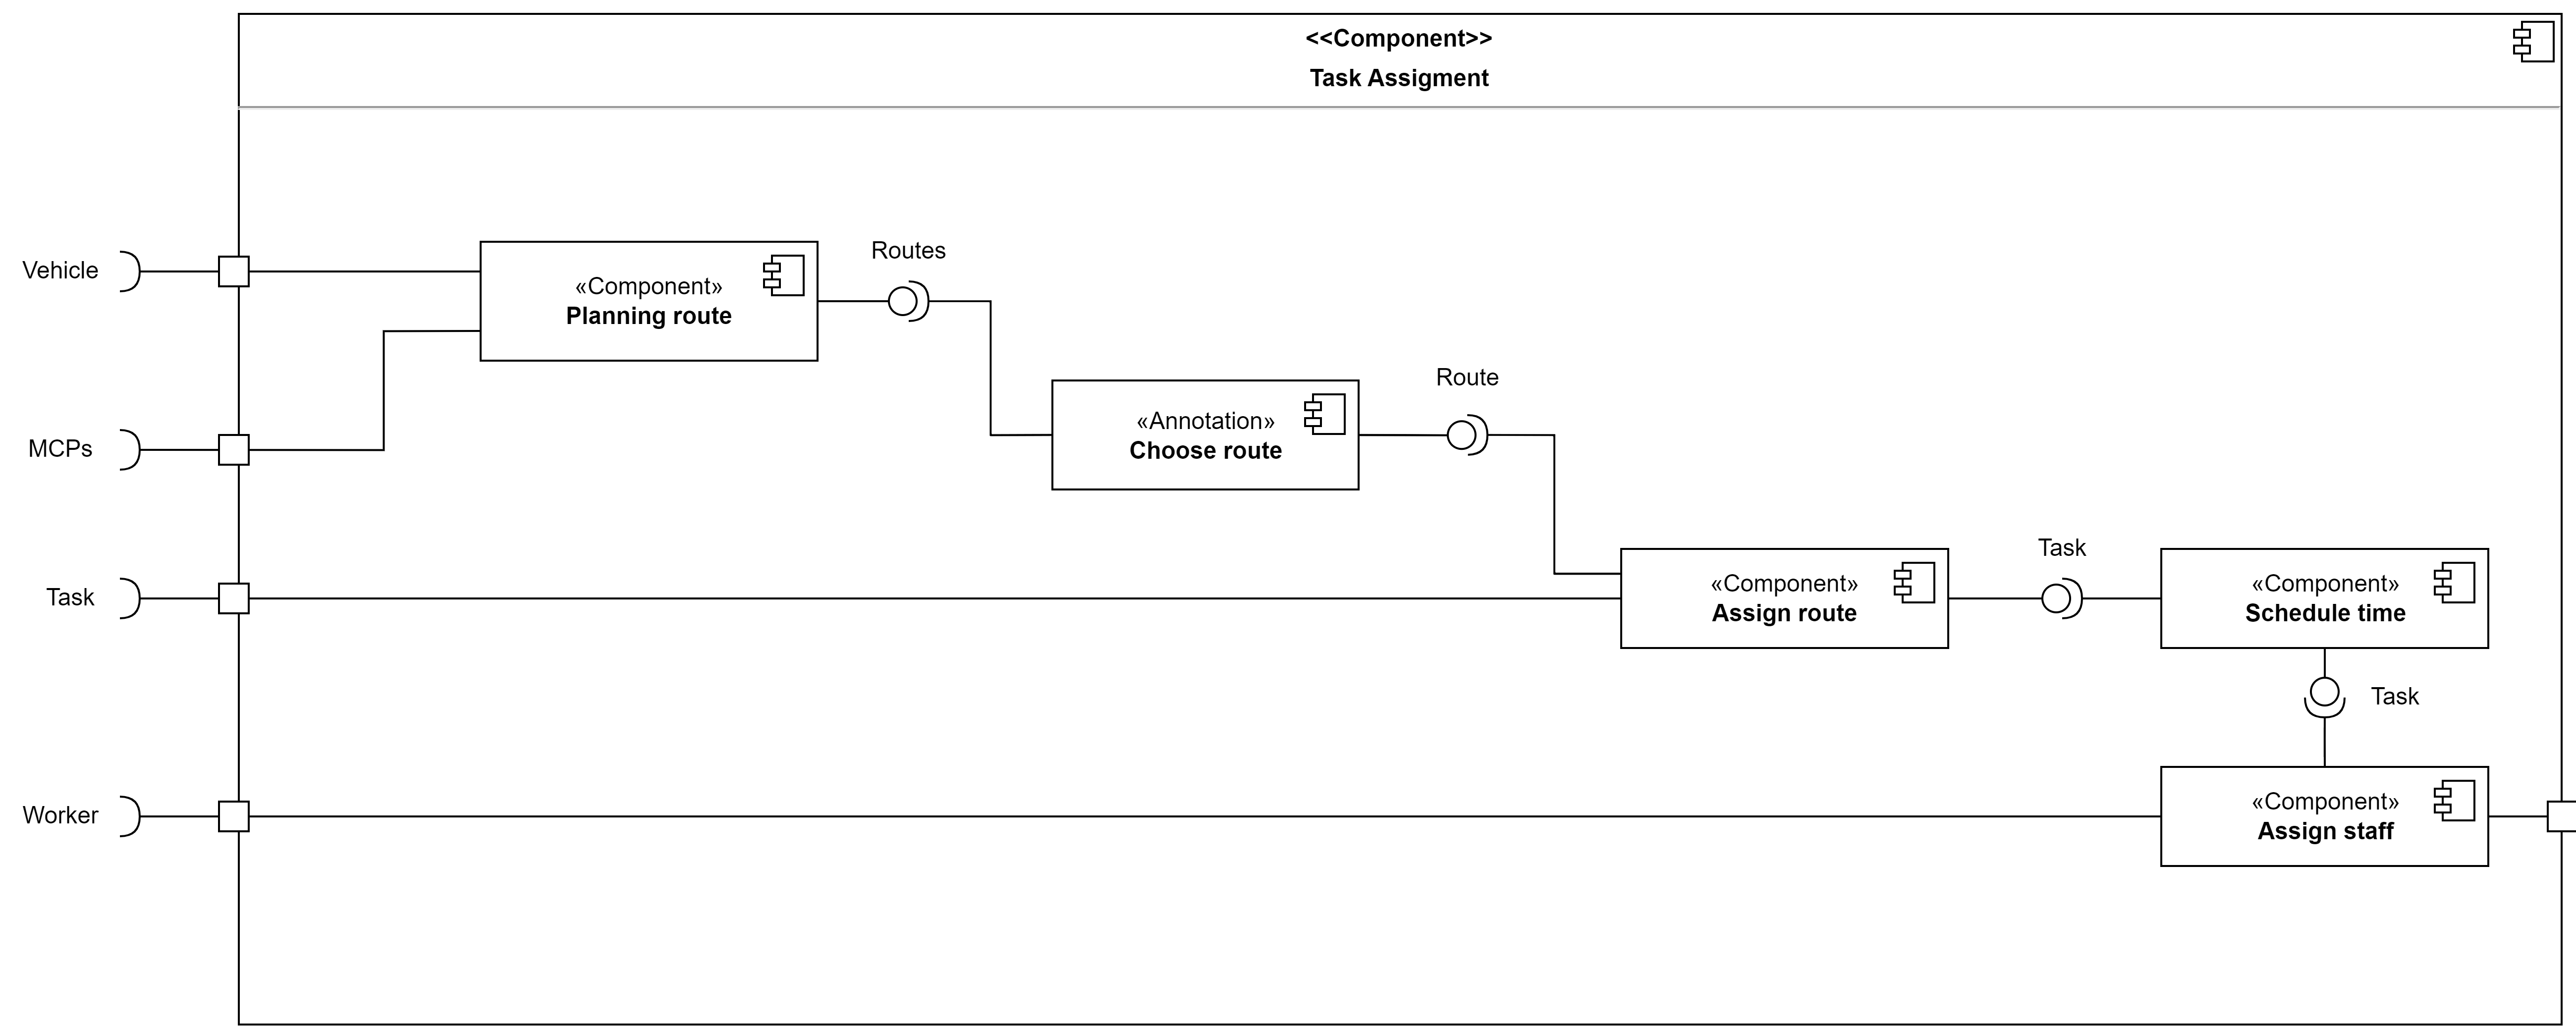 <<Component>>
Task Assigment
Vehicle
«Component»
Planning route
Routes
MCPs
«Annotation»
Choose route
Route
Task
«Component»
Assign route
Task
«Component»
Schedule time
Task
Worker
«Component»
Assign staff